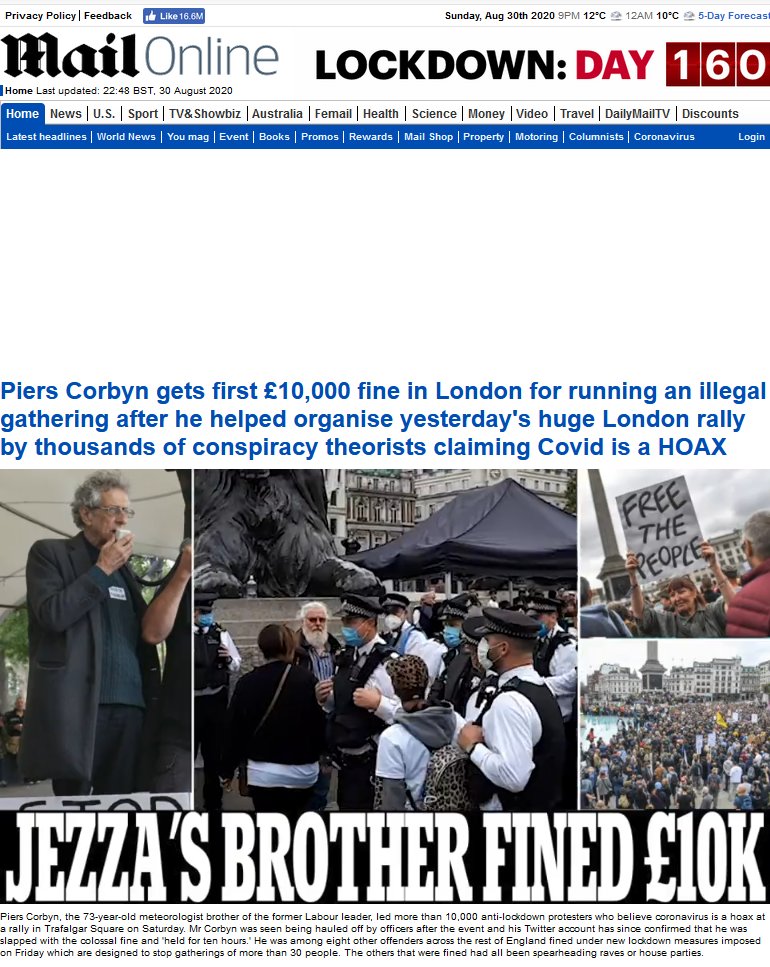 Privacy Policy | Feedback Like 16.6M Sunday, Aug 30th 2020 9PM 12°C 12AM 10°C 5-Day Forecast
Mail Online LOCKDOWN: DAY 160
Home Last updated: 22:48 BST, 30 August 2020
Home News | U.S. | Sport | TV&Showbiz | Australia | Femail | Health | Science | Money | Video | Travel | DailyMailTV | Discounts
Latest headlines | World News | You mag | Event | Books | Promos | Rewards | Mail Shop | Property | Motoring | Columnists | Coronavirus Login
Piers Corbyn gets first £10,000 fine in London for running an illegal
gathering after he helped organise yesterday's huge London rally
by thousands of conspiracy theorists claiming Covid is a HOAX
FREE
THE
PEOPLE
STOP
JEZZA'S BROTHER FINED £10K
Piers Corbyn, the 73-year-old meteorologist brother of the former Labour leader, led more than 10,000 anti-lockdown protesters who believe coronavirus is a hoax at
a rally in Trafalgar Square on Saturday. Mr Corbyn was seen being hauled off by officers after the event and his Twitter account has since confirmed that he was
slapped with the colossal fine and 'held for ten hours.' He was among eight other offenders across the rest of England fined under new lockdown measures imposed
on Friday which are designed to stop gatherings of more than 30 people. The others that were fined had all been spearheading raves or house parties.